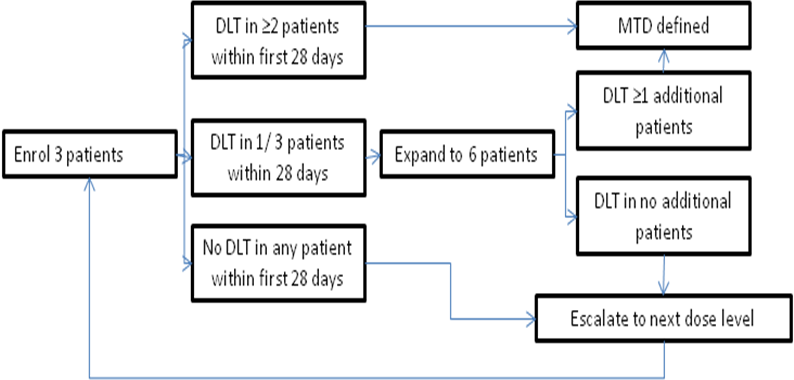 DLT in ≥2 patients
within first 28 days
MTD defined
DLT ≥1 additional
patients
Enrol 3 patients
DLT in 1/ 3 patients
within 28 days
Expand to 6 patients
DLT in no additional
patients
No DLT in any patient
within first 28 days
Escalate to next dose level